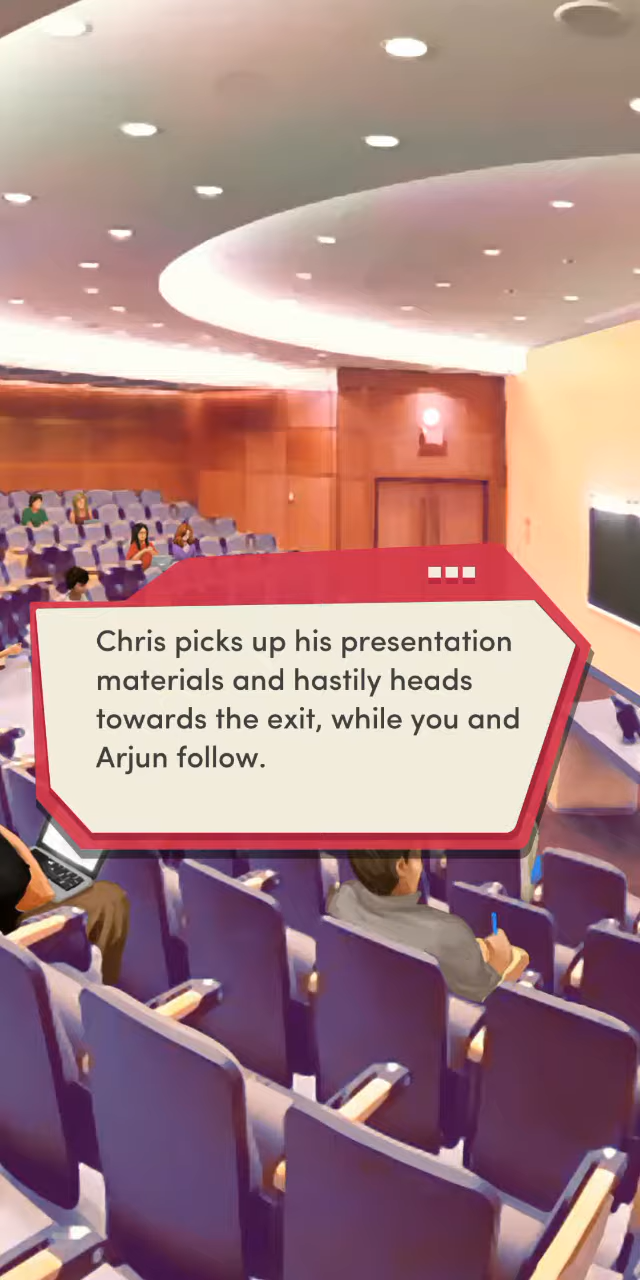 Chris picks up his presentation
materials and hastily heads
towards the exit, while you and
Arjun follow.